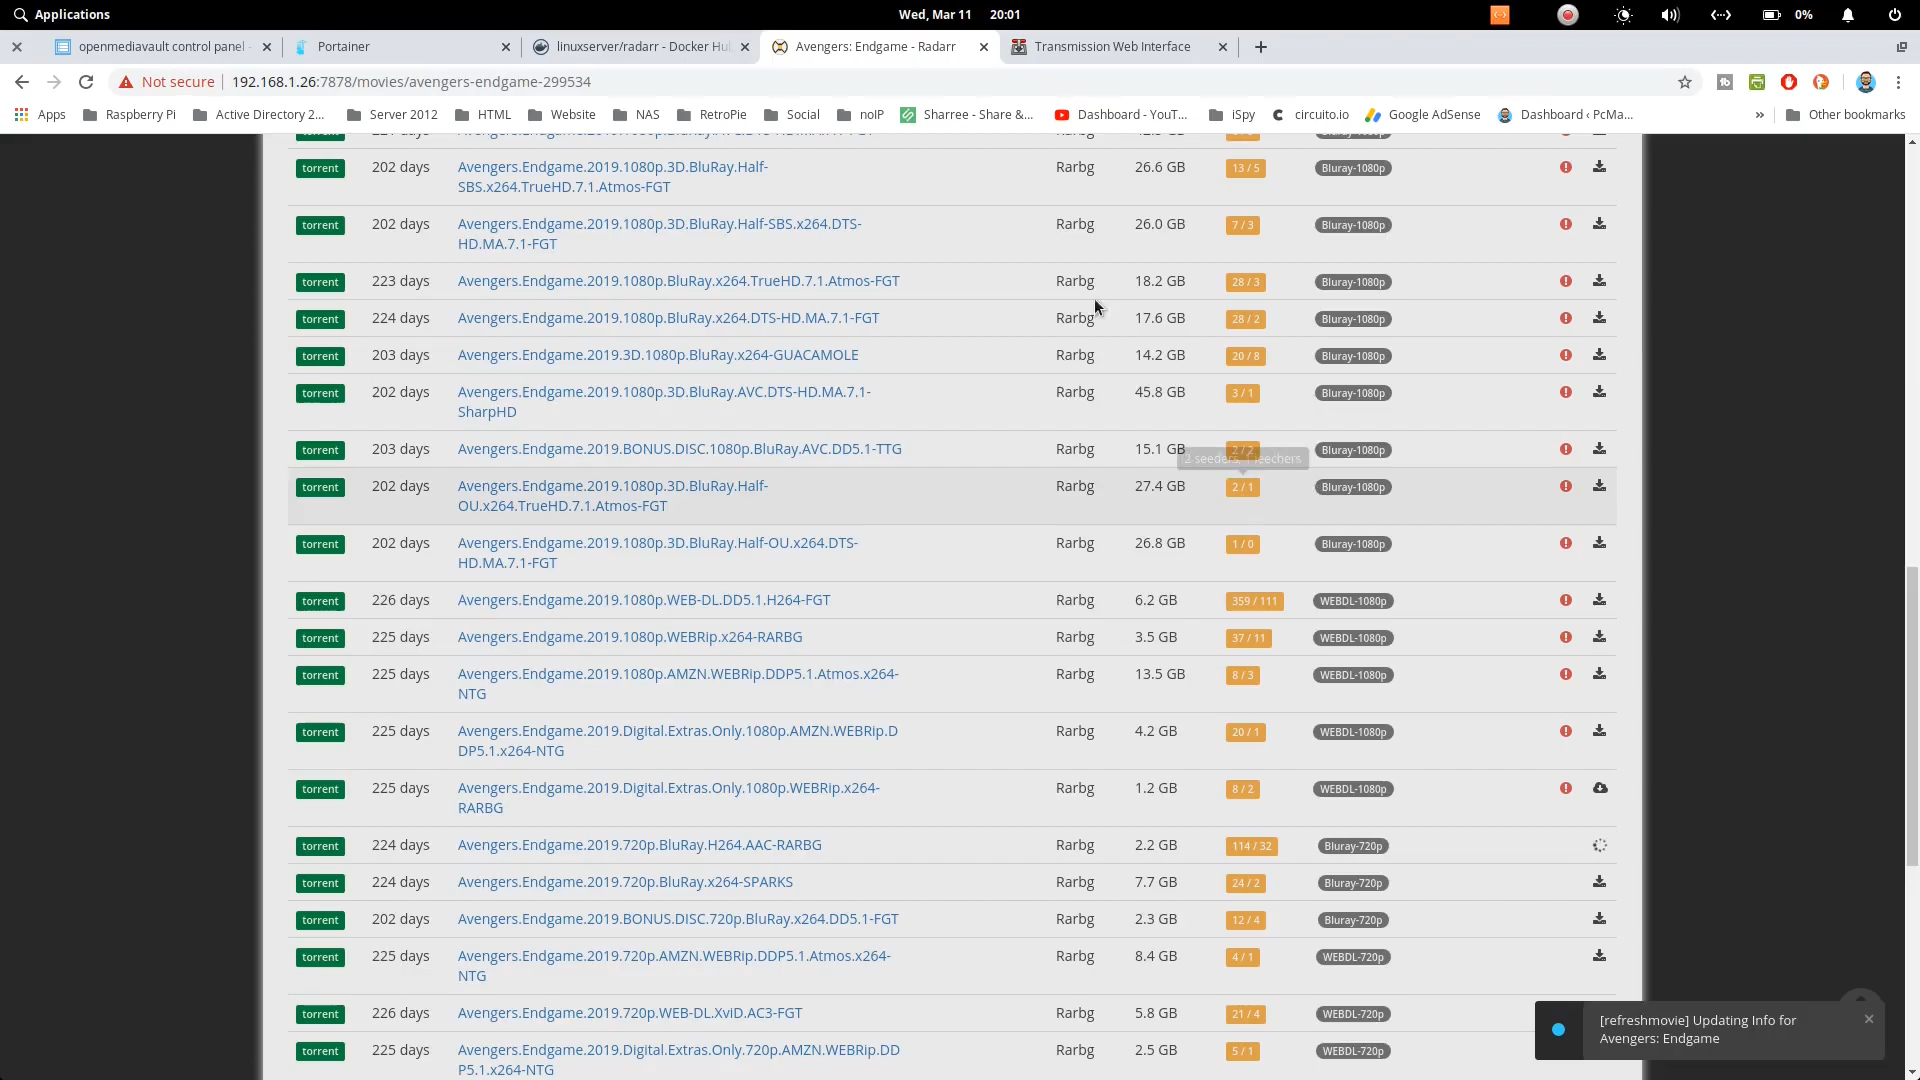 Applications
Wed, Mar 11 20:01
0%
openmediavault control panel
Portainer
linuxserver/radarr - Docker Hu
Avengers: Endgame - Radarr
Transmission Web Interface
Not secure
192.168.1.26:7878/movies/avengers-endgame-299534
Apps
Raspberry Pi
Active Directory 2...
Server 2012
HTML
Website
NAS
RetroPie
Social
noIP
Sharree - Share &...
Dashboard - YouT...
iSpy
circuito.io
Google AdSense
Dashboard ‹ PcMa...
»
Other bookmarks
torrent 202 days Avengers.Endgame.2019.1080p.3D.BluRay.Half- Rarbg 26.6 GB 13 / 5 Bluray-1080p
SBS.x264.TrueHD.7.1.Atmos-FGT
torrent 202 days Avengers.Endgame.2019.1080p.3D.BluRay.Half-SBS.x264.DTS- Rarbg 26.0 GB 7 / 3 Bluray-1080p
HD.MA.7.1-FGT
torrent 223 days Avengers.Endgame.2019.1080p.BluRay.x264.TrueHD.7.1.Atmos-FGT Rarbg 18.2 GB 28 / 3 Bluray-1080p
torrent 224 days Avengers.Endgame.2019.1080p.BluRay.x264.DTS-HD.MA.7.1-FGT Rarbg 17.6 GB 28 / 2 Bluray-1080p
torrent 203 days Avengers.Endgame.2019.3D.1080p.BluRay.x264-GUACAMOLE Rarbg 14.2 GB 20 / 8 Bluray-1080p
torrent 202 days Avengers.Endgame.2019.1080p.3D.BluRay.AVC.DTS-HD.MA.7.1- Rarbg 45.8 GB 3 / 1 Bluray-1080p
SharpHD
torrent 203 days Avengers.Endgame.2019.BONUS.DISC.1080p.BluRay.AVC.DD5.1-TTG Rarbg 15.1 GB 2 / 2 Bluray-1080p
2 seeders, 1 leechers
torrent 202 days Avengers.Endgame.2019.1080p.3D.BluRay.Half- Rarbg 27.4 GB 2 / 1 Bluray-1080p
OU.x264.TrueHD.7.1.Atmos-FGT
torrent 202 days Avengers.Endgame.2019.1080p.3D.BluRay.Half-OU.x264.DTS- Rarbg 26.8 GB 1 / 0 Bluray-1080p
HD.MA.7.1-FGT
torrent 226 days Avengers.Endgame.2019.1080p.WEB-DL.DD5.1.H264-FGT Rarbg 6.2 GB 359 / 111 WEBDL-1080p
torrent 225 days Avengers.Endgame.2019.1080p.WEBRip.x264-RARBG Rarbg 3.5 GB 37 / 11 WEBDL-1080p
torrent 225 days Avengers.Endgame.2019.1080p.AMZN.WEBRip.DDP5.1.Atmos.x264- Rarbg 13.5 GB 8 / 3 WEBDL-1080p
NTG
torrent 225 days Avengers.Endgame.2019.Digital.Extras.Only.1080p.AMZN.WEBRip.D Rarbg 4.2 GB 20 / 1 WEBDL-1080p
DP5.1.x264-NTG
torrent 225 days Avengers.Endgame.2019.Digital.Extras.Only.1080p.WEBRip.x264- Rarbg 1.2 GB 8 / 2 WEBDL-1080p
RARBG
torrent 224 days Avengers.Endgame.2019.720p.BluRay.H264.AAC-RARBG Rarbg 2.2 GB 114 / 32 Bluray-720p
torrent 224 days Avengers.Endgame.2019.720p.BluRay.x264-SPARKS Rarbg 7.7 GB 24 / 2 Bluray-720p
torrent 202 days Avengers.Endgame.2019.BONUS.DISC.720p.BluRay.x264.DD5.1-FGT Rarbg 2.3 GB 12 / 4 Bluray-720p
torrent 225 days Avengers.Endgame.2019.720p.AMZN.WEBRip.DDP5.1.Atmos.x264- Rarbg 8.4 GB 4 / 1 WEBDL-720p
NTG
torrent 226 days Avengers.Endgame.2019.720p.WEB-DL.XviD.AC3-FGT Rarbg 5.8 GB 21 / 4 WEBDL-720p
torrent 225 days Avengers.Endgame.2019.Digital.Extras.Only.720p.AMZN.WEBRip.DD Rarbg 2.5 GB 5 / 1 WEBDL-720p
P5.1.x264-NTG
[refreshmovie] Updating Info for
Avengers: Endgame